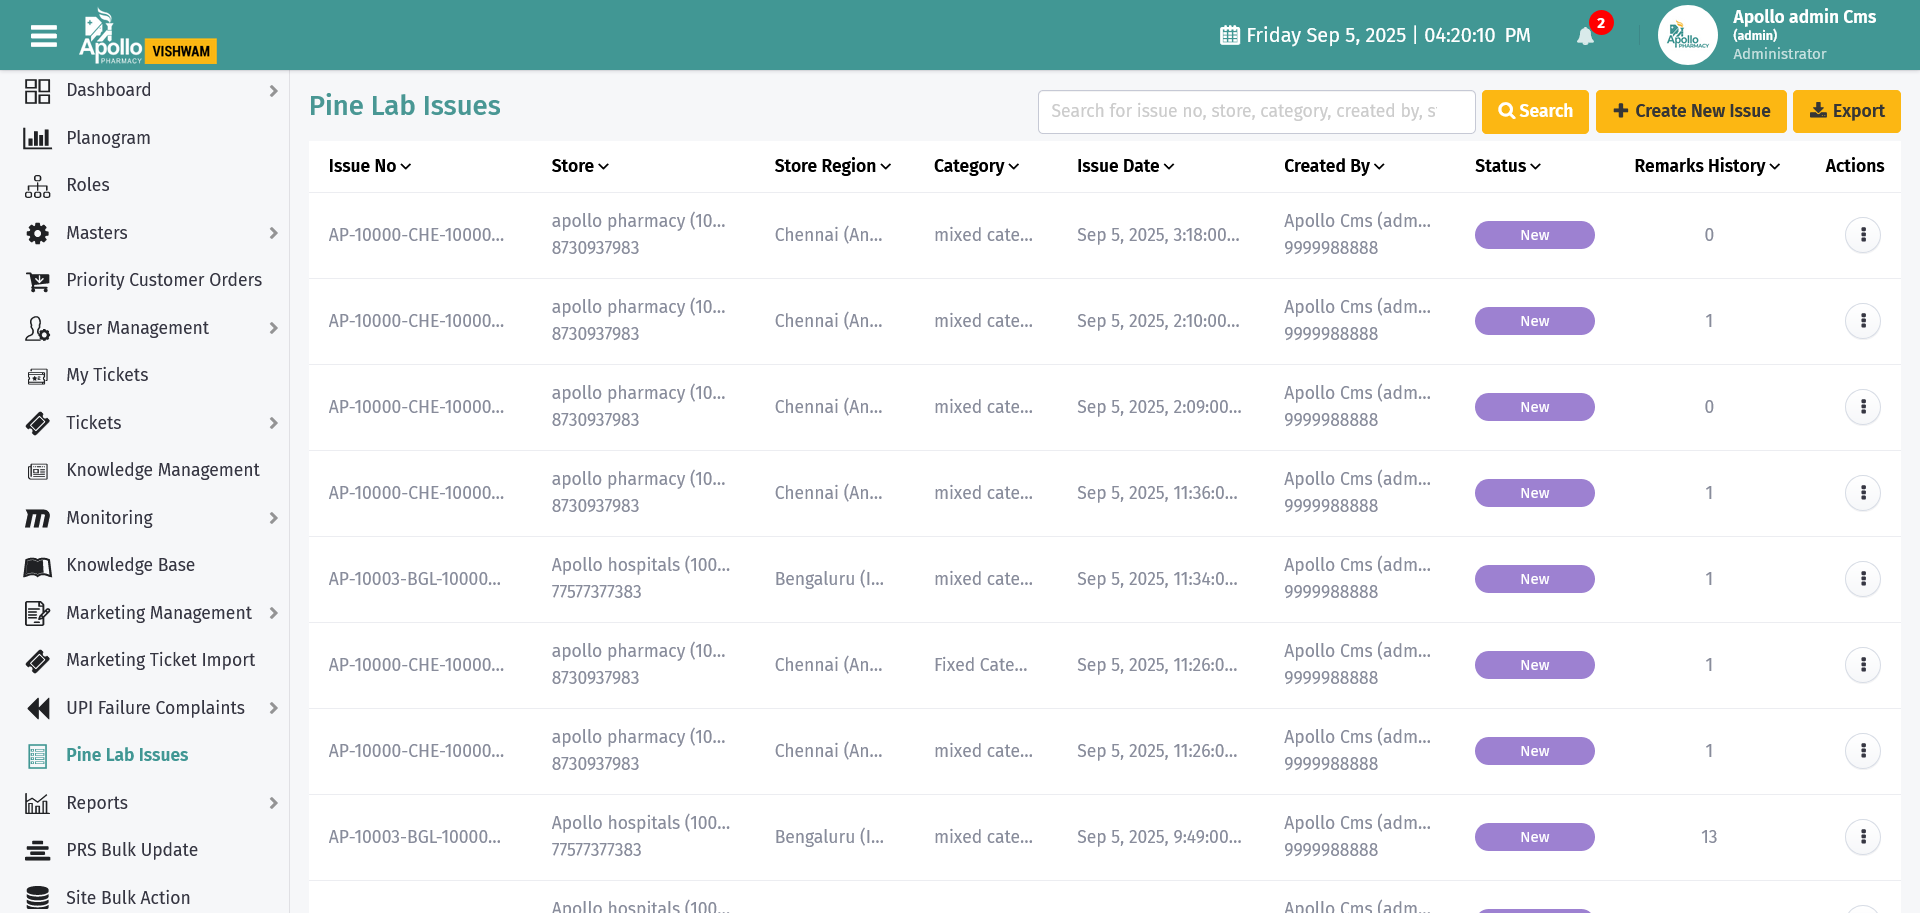 Apollo
PHARMACY
VISHWAM
Friday Sep 5, 2025 | 04:20:10 PM
2
Apollo
PHARMACY
Apollo admin Cms
(admin)
Administrator
Dashboard
Planogram
Roles
Masters
Priority Customer Orders
User Management
My Tickets
Tickets
Knowledge Management
Monitoring
Knowledge Base
Marketing Management
Marketing Ticket Import
UPI Failure Complaints
Pine Lab Issues
Reports
PRS Bulk Update
Site Bulk Action
Pine Lab Issues
Search for issue no, store, category, created by, s
Search
Create New Issue
Export
Issue No Store Store Region Category Issue Date Created By Status Remarks History Actions
AP-10000-CHE-10000... apollo pharmacy (10... Chennai (An... mixed cate... Sep 5, 2025, 3:18:00... Apollo Cms (adm... New 0
8730937983 9999988888
AP-10000-CHE-10000... apollo pharmacy (10... Chennai (An... mixed cate... Sep 5, 2025, 2:10:00... Apollo Cms (adm... New 1
8730937983 9999988888
AP-10000-CHE-10000... apollo pharmacy (10... Chennai (An... mixed cate... Sep 5, 2025, 2:09:00... Apollo Cms (adm... New 0
8730937983 9999988888
AP-10000-CHE-10000... apollo pharmacy (10... Chennai (An... mixed cate... Sep 5, 2025, 11:36:0... Apollo Cms (adm... New 1
8730937983 9999988888
AP-10003-BGL-10000... Apollo hospitals (100... Bengaluru (I... mixed cate... Sep 5, 2025, 11:34:0... Apollo Cms (adm... New 1
77577377383 9999988888
AP-10000-CHE-10000... apollo pharmacy (10... Chennai (An... Fixed Cate... Sep 5, 2025, 11:26:0... Apollo Cms (adm... New 1
8730937983 9999988888
AP-10000-CHE-10000... apollo pharmacy (10... Chennai (An... mixed cate... Sep 5, 2025, 11:26:0... Apollo Cms (adm... New 1
8730937983 9999988888
AP-10003-BGL-10000... Apollo hospitals (100... Bengaluru (I... mixed cate... Sep 5, 2025, 9:49:00... Apollo Cms (adm... New 13
77577377383 9999988888
Apollo hospitals (100... Apollo Cms (adm...